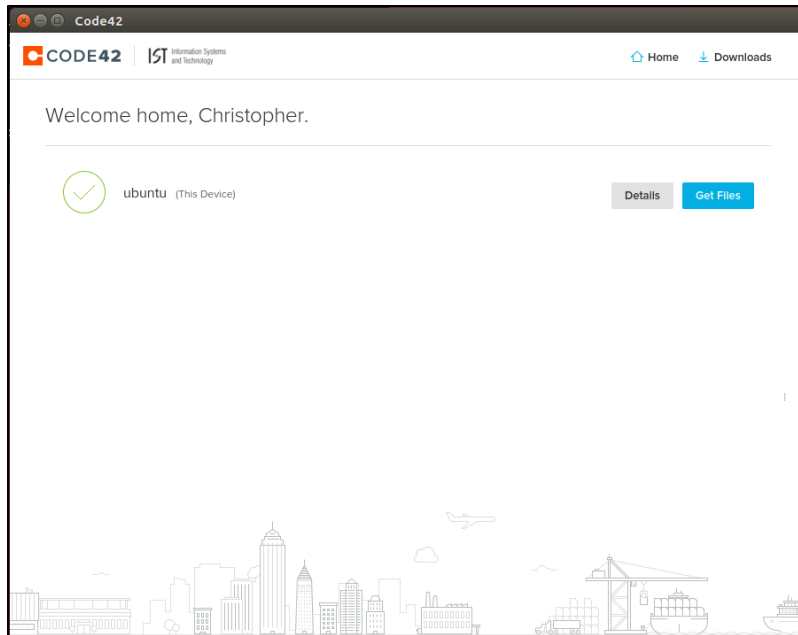 Code42
CODE42 IST Information Systems
and Technology
Home Downloads
Welcome home, Christopher.
ubuntu (This Device) Details Get Files